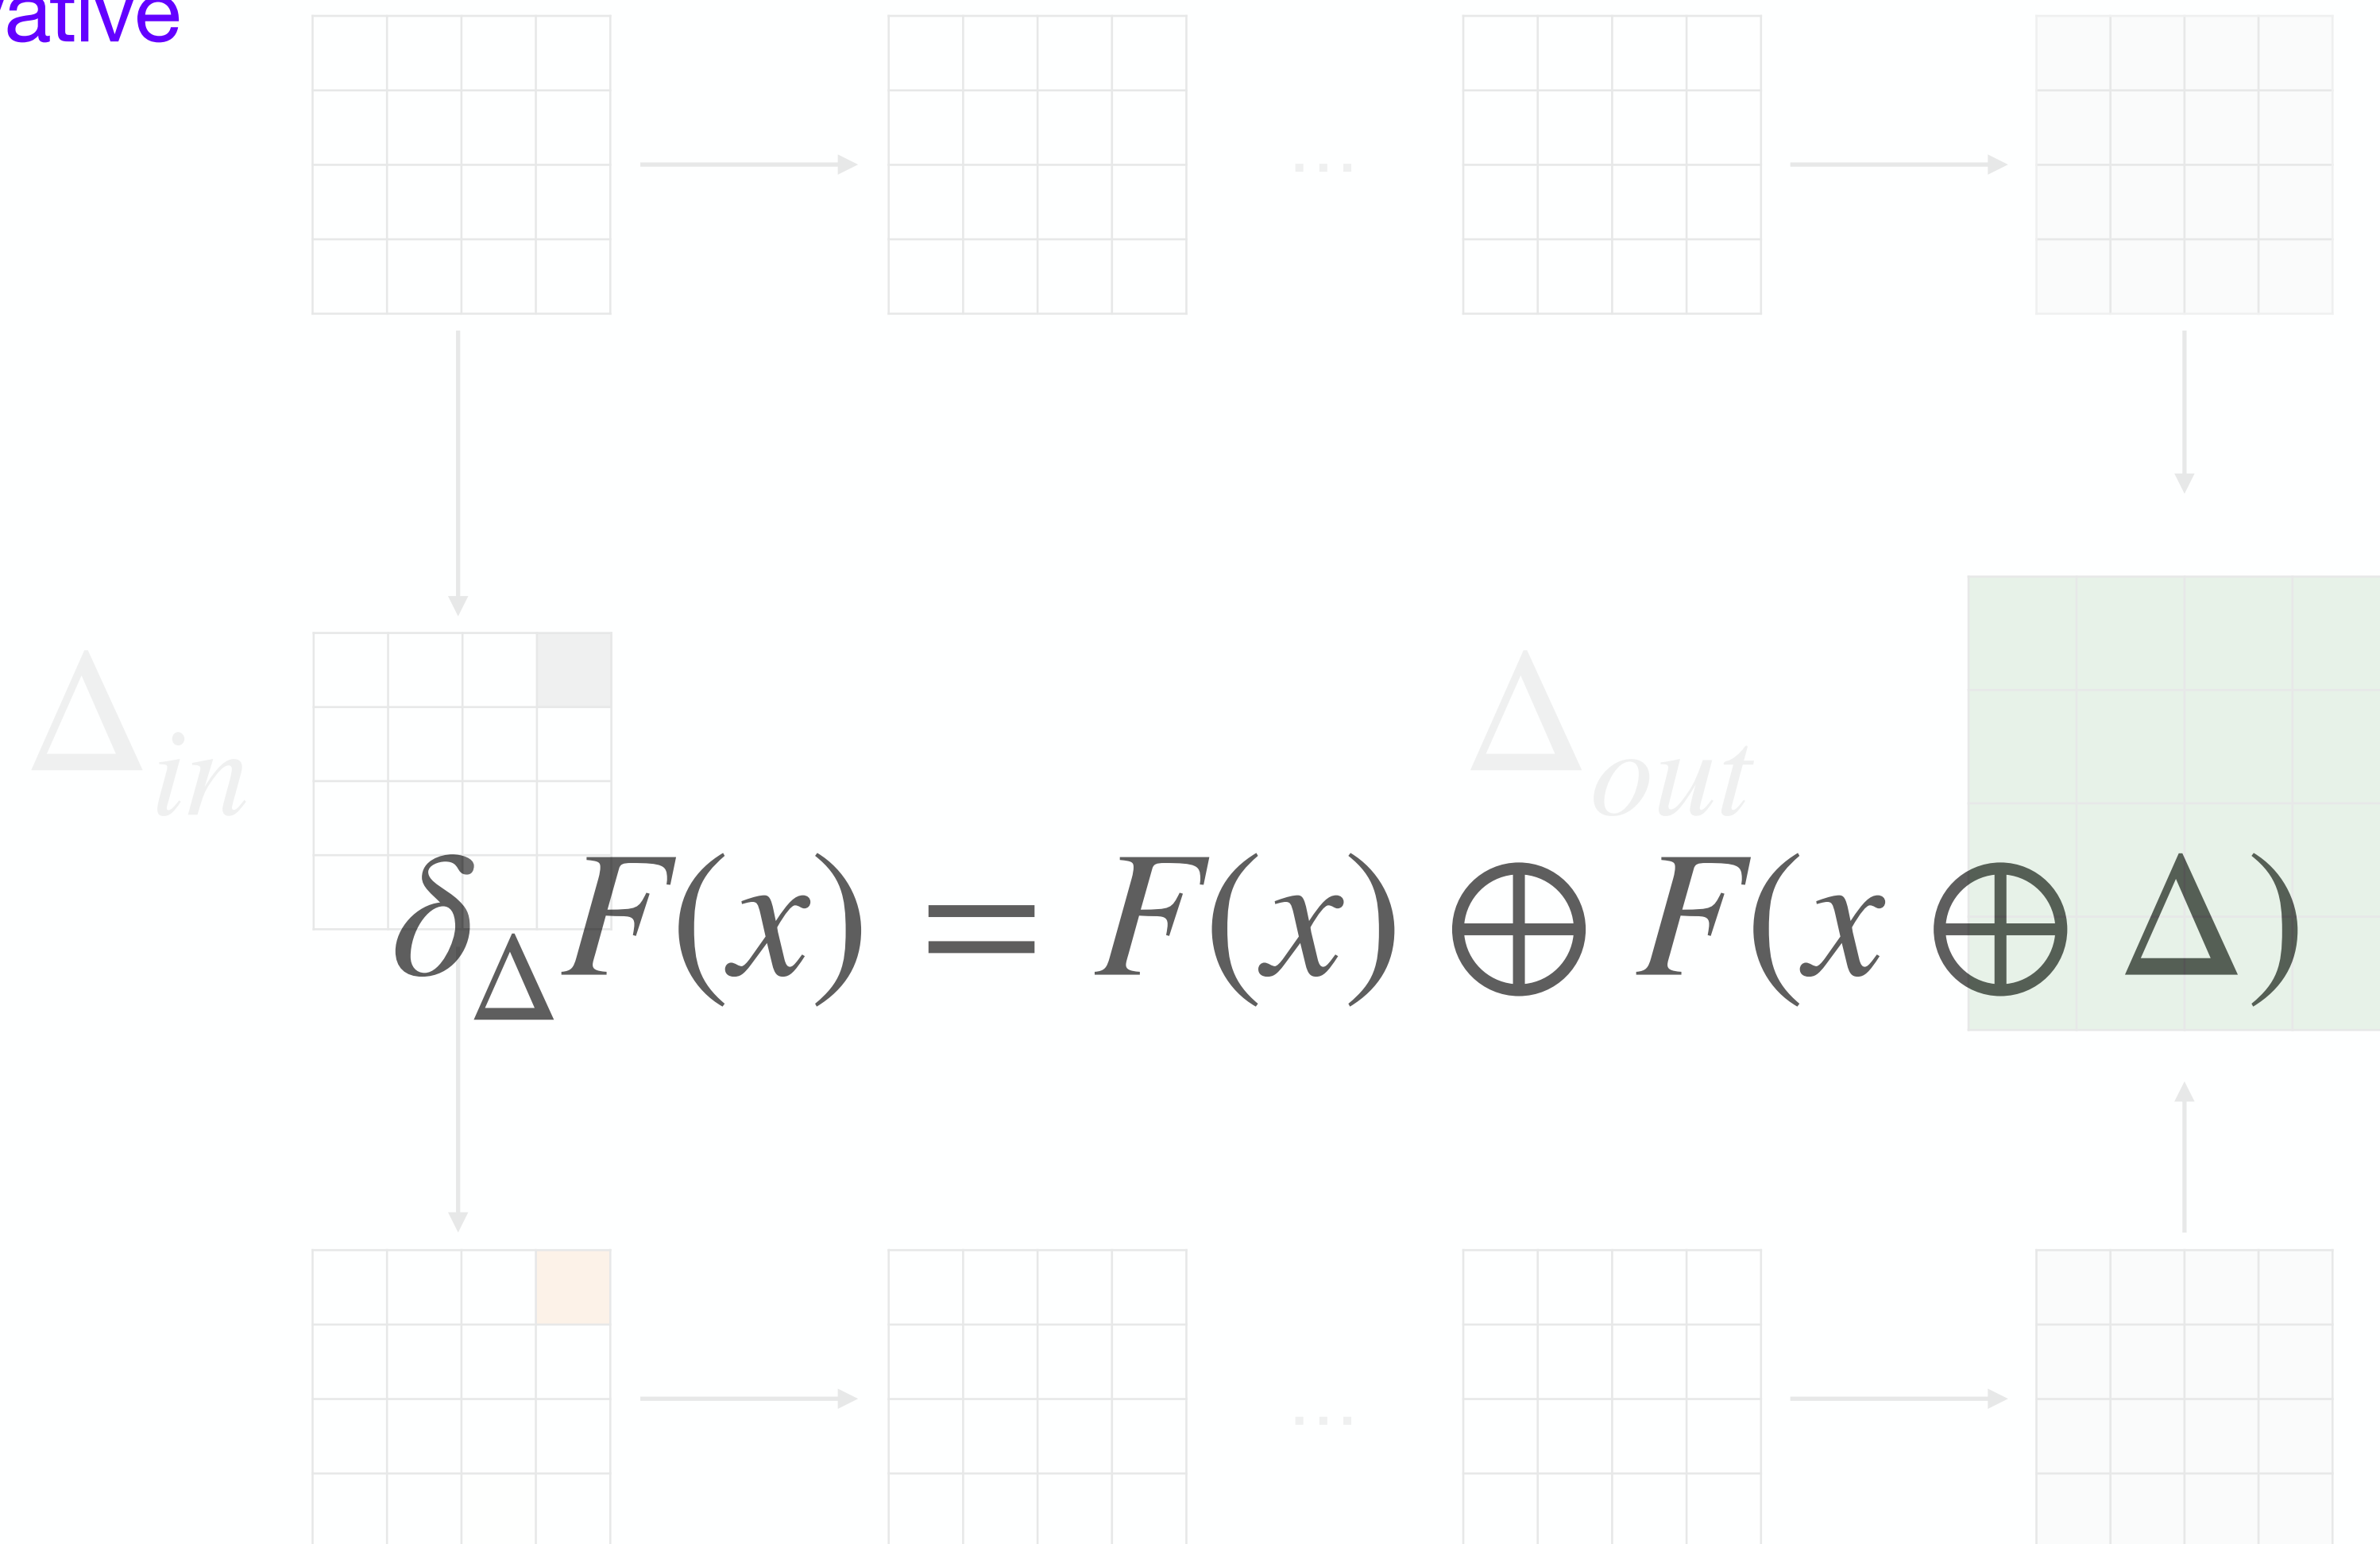 ative
...
Δin Δout
δΔF(x) = F(x) ⊕ F(x ⊕ Δ)
...